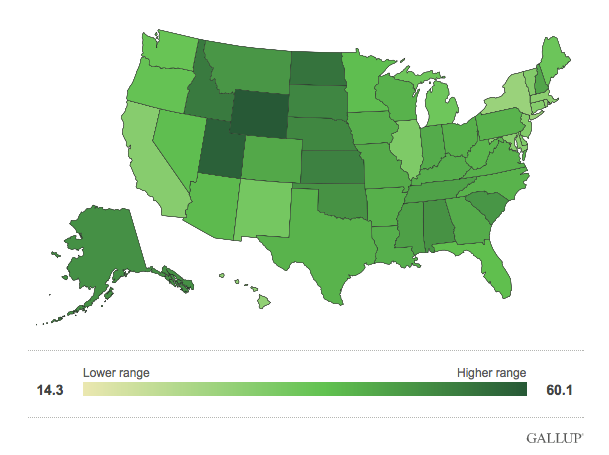 Lower range
Higher range
14.3
60.1
GALLUP®